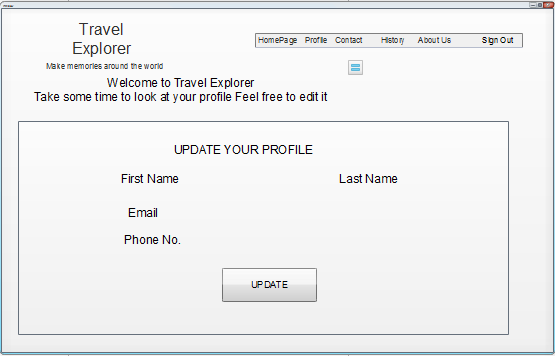 Travel
Explorer
Make memories around the world
HomePage Profile Contact History About Us Sign Out
Welcome to Travel Explorer
Take some time to look at your profile Feel free to edit it
UPDATE YOUR PROFILE
First Name Last Name
Email
Phone No.
UPDATE